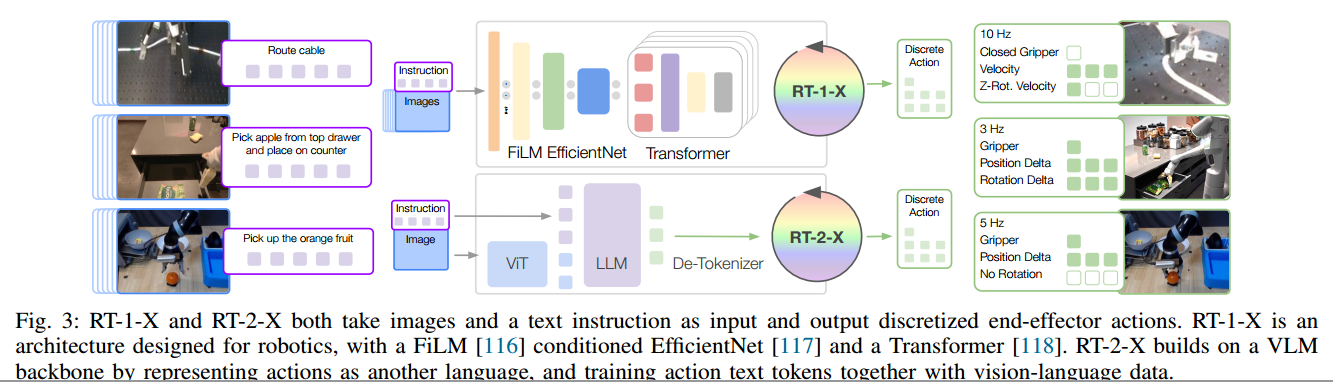 Route cable
Pick apple from top drawer
and place on counter
Pick up the orange fruit
Instruction
Images
FiLM EfficientNet
Transformer
RT-1-X
Discrete
Action
Instruction
Image
ViT
LLM
De-Tokenizer
RT-2-X
Discrete
Action
10 Hz
Closed Gripper
Velocity
Z-Rot. Velocity
3 Hz
Gripper
Position Delta
Rotation Delta
5 Hz
Gripper
Position Delta
No Rotation
Fig. 3: RT-1-X and RT-2-X both take images and a text instruction as input and output discretized end-effector actions. RT-1-X is an
architecture designed for robotics, with a FiLM [116] conditioned EfficientNet [117] and a Transformer [118]. RT-2-X builds on a VLM
backbone by representing actions as another language, and training action text tokens together with vision-language data.